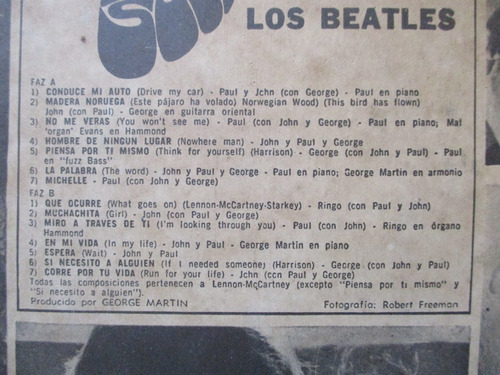 LOS BEATLES
FAZ A
1) CONDUCE MI AUTO (Drive my car) - Paul y John (con George) - Paul en piano
2) MADERA NORUEGA (Este pájaro ha volado) Norwegian Wood) (This bird has flown)
John (con Paul) - George en guitarra oriental
3) NO ME VERAS (You won't see me) - Paul (con John y George) - Paul en piano; Mal
'organ' Evans en Hammond
4) HOMBRE DE NINGUN LUGAR (Nowhere man) - John y Paul y George
5) PIENSA POR TI MISMO (Think for yourself) (Harrison) - George (con John y Paul) - Paul
en "fuzz Bass"
6) LA PALABRA (The word) - John y Paul y George - Paul en piano; George Martin en armonio
7) MICHELLE - Paul (con John y George)
FAZ B
1) QUE OCURRE (What goes on) (Lennon-McCartney-Starkey) - Ringo (con Paul y John)
2) MUCHACHITA (Girl) - John (con Paul y George)
3) MIRO A TRAVES DE TI (I'm looking through you) - Paul (con John) - Ringo en órgano
Hammond
4) EN MI VIDA (In my life) - John y Paul - George Martin en piano
5) ESPERA (Wait) - John y Paul
6) SI NECESITO A ALGUIEN (If I needed someone) (Harrison) - George (con John y Paul)
7) CORRE POR TU VIDA (Run for your life) - John (con Paul y George)
Todas las composiciones pertenecen a Lennon-McCartney (excepto "Piensa por ti mismo" y
"Si necesito a alguien").
Producido por GEORGE MARTIN Fotografía: Robert Freeman